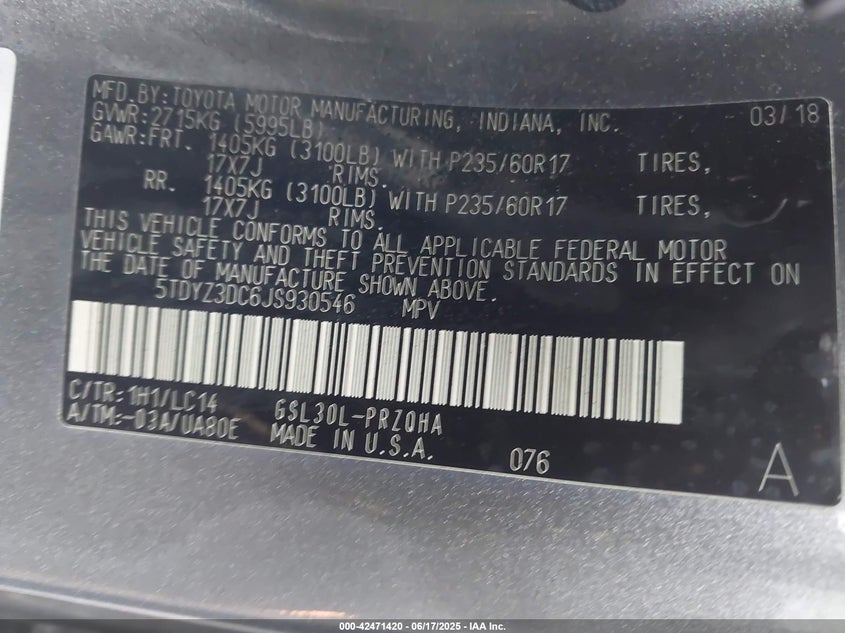 MFD.BY:TOYOTA MOTOR MANUFACTURING, INDIANA, INC. 03/18
GVWR:2715KG (5995LB)
GAWR:FRT. 1405KG (3100LB) WITH P235/60R17 TIRES,
17X7J RIMS.
RR. 1405KG (3100LB) WITH P235/60R17 TIRES,
17X7J RIMS.
THIS VEHICLE CONFORMS TO ALL APPLICABLE FEDERAL MOTOR
VEHICLE SAFETY AND THEFT PREVENTION STANDARDS IN EFFECT ON
THE DATE OF MANUFACTURE SHOWN ABOVE.
5TDYZ3DC6JS930546 MPV
C/TR:1H1/LC14 GSL30L-PRZQHA
A/TM:-03A/UA80E MADE IN U.S.A. 076 A
000-42471420 - 06/17/2025 - IAA Inc.